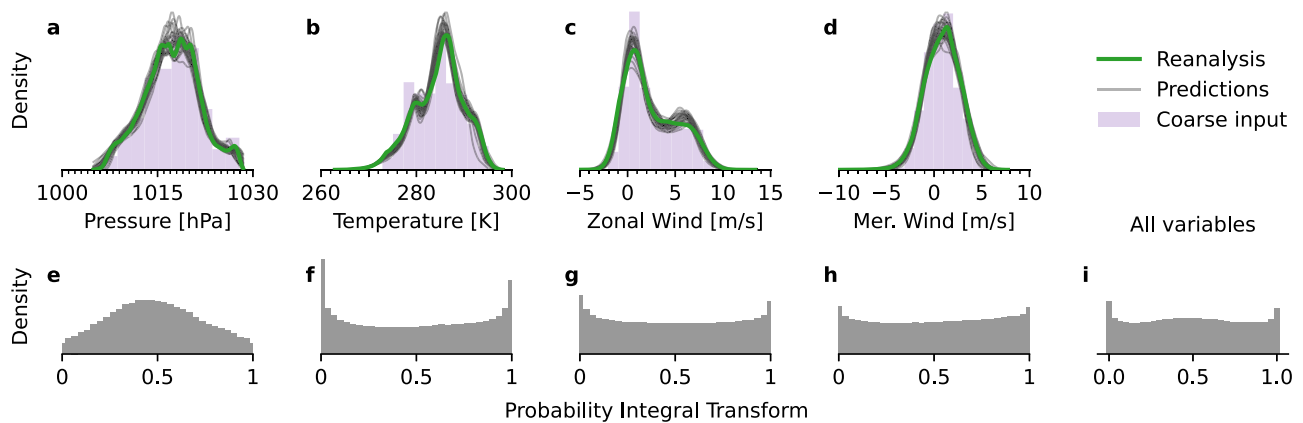 a
b
c
d
Density
Reanalysis
Predictions
Coarse input
1000 1015 1030
260 280 300
−5 0 5 10 15
−10 −5 0 5 10
Pressure [hPa]
Temperature [K]
Zonal Wind [m/s]
Mer. Wind [m/s]
All variables
e
f
g
h
i
Density
0 0.5 1
0 0.5 1
0 0.5 1
0 0.5 1
0.0 0.5 1.0
Probability Integral Transform